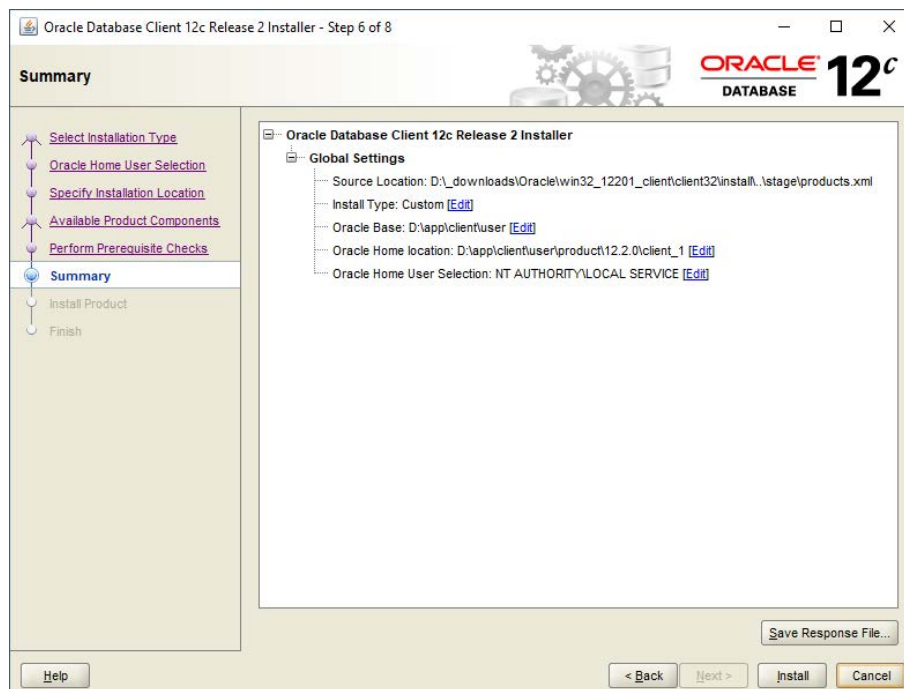 Oracle Database Client 12c Release 2 Installer - Step 6 of 8
Summary
ORACLE
DATABASE
12c
Select Installation Type
Oracle Home User Selection
Specify Installation Location
Available Product Components
Perform Prerequisite Checks
Summary
Install Product
Finish
Oracle Database Client 12c Release 2 Installer
Global Settings
Source Location: D:\_downloads\Oracle\win32_12201_client\client32\install\..\stage\products.xml
Install Type: Custom [Edit]
Oracle Base: D:\app\client\user [Edit]
Oracle Home location: D:\app\client\user\product\12.2.0\client_1 [Edit]
Oracle Home User Selection: NT AUTHORITY\LOCAL SERVICE [Edit]
Save Response File...
Help
< Back
Next >
Install
Cancel